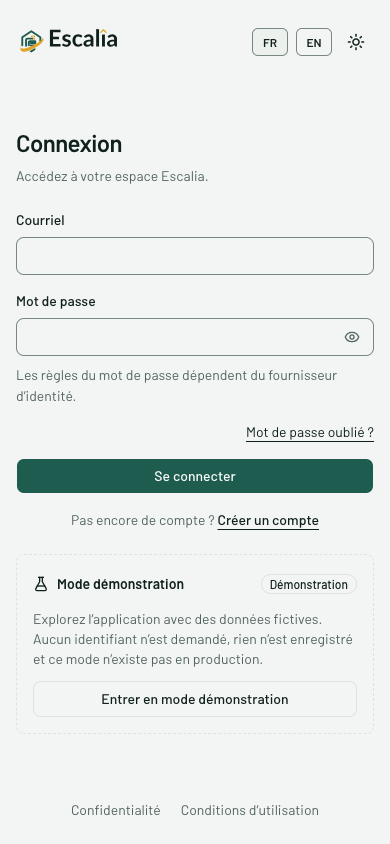 Escalia
FR
EN
Connexion
Accédez à votre espace Escalia.
Courriel
Mot de passe
Les règles du mot de passe dépendent du fournisseur
d’identité.
Mot de passe oublié ?
Se connecter
Pas encore de compte ? Créer un compte
Mode démonstration
Démonstration
Explorez l’application avec des données fictives.
Aucun identifiant n’est demandé, rien n’est enregistré
et ce mode n’existe pas en production.
Entrer en mode démonstration
Confidentialité
Conditions d’utilisation